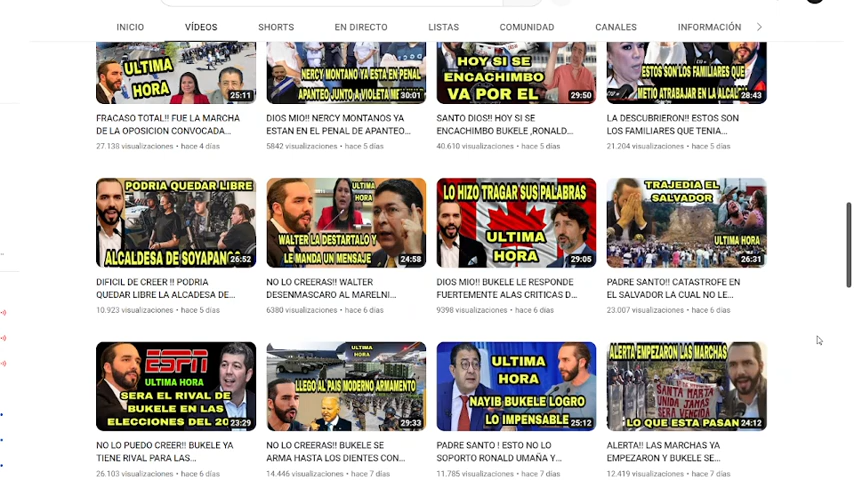 INICIO VÍDEOS SHORTS EN DIRECTO LISTAS COMUNIDAD CANALES INFORMACIÓN
ULTIMA
HORA
25:11
NERCY MONTANO YA ESTA EN PENAL
APANTEO JUNTO A VIOLETA
30:01
HOY SI SE
ENCACHIMBO
VA POR EL
29:50
ESTOS SON LOS FAMILIARES QUE
METIO ATRABAJAR EN LA
28:43
FRACASO TOTAL!! FUE LA MARCHA
DE LA OPOSICION CONVOCADA...
27.138 visualizaciones • hace 4 días
DIOS MIO!! NERCY MONTANOS YA
ESTAN EN EL PENAL DE APANTEO...
5842 visualizaciones • hace 5 días
SANTO DIOS!! HOY SI SE
ENCACHIMBO BUKELE ,RONALD...
40.610 visualizaciones • hace 5 días
LA DESCUBRIERON!! ESTOS SON
LOS FAMILIARES QUE TENIA...
21.204 visualizaciones • hace 5 días
PODRIA QUEDAR LIBRE
ALCALDESA DE SOYAPANGO
26:52
ULTIMA
HORA
WALTER LA DESTARTALO Y
LE MANDA UN MENSAJE
24:58
LO HIZO TRAGAR SUS PALABRAS
ULTIMA
HORA
29:05
TRAJEDIA EL
SALVADOR
ULTIMA HORA
26:31
DIFICIL DE CREER !! PODRIA
QUEDAR LIBRE LA ALCADESA DE...
10.923 visualizaciones • hace 5 días
NO LO CREERAS!! WALTER
DESENMASCARO AL MARELNI...
6380 visualizaciones • hace 6 días
DIOS MIO!! BUKELE LE RESPONDE
FUERTEMENTE ALAS CRITICAS D...
9398 visualizaciones • hace 6 días
PADRE SANTO!! CATASTROFE EN
EL SALVADOR LA CUAL NO LE...
23.007 visualizaciones • hace 6 días
ESPN
ULTIMA HORA
SERA EL RIVAL DE
BUKELE EN LAS
ELECCIONES DEL
23:29
ULTIMA
HORA
LLEGO AL PAIS MODERNO ARMAMENTO
29:33
ULTIMA
HORA
NAYIB BUKELE LOGRO
LO IMPENSABLE
25:12
ALERTA EMPEZARON LAS MARCHAS
SANTA MARTA
UNIDA JAMAS
SERA VENCIDA
LO QUE ESTA PASAN
24:12
NO LO PUEDO CREER!! BUKELE YA
TIENE RIVAL PARA LAS...
26.103 visualizaciones • hace 6 días
NO LO CREERAS!! BUKELE SE
ARMA HASTA LOS DIENTES CON...
14.446 visualizaciones • hace 7 días
PADRE SANTO ! ESTO NO LO
SOPORTO RONALD UMAÑA Y...
11.785 visualizaciones • hace 7 días
ALERTA!! LAS MARCHAS YA
EMPEZARON Y BUKELE SE...
12.419 visualizaciones • hace 7 días